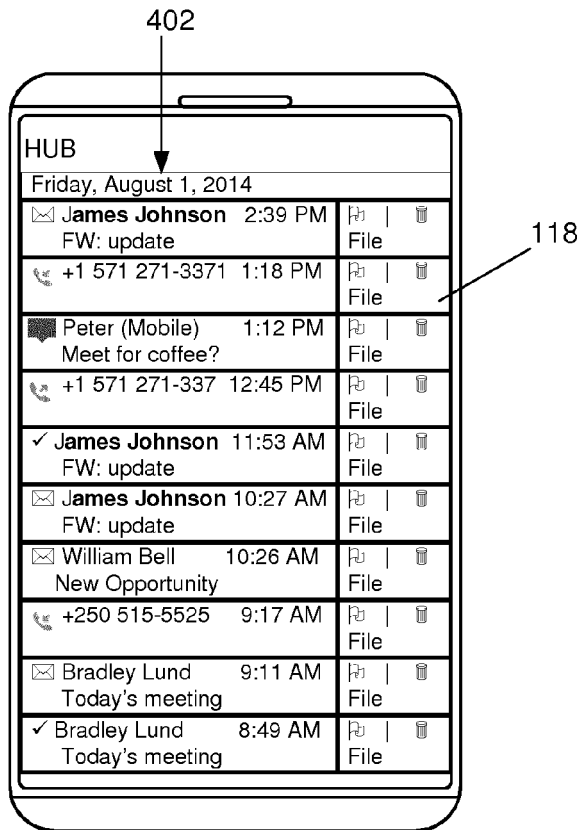 402
HUB
Friday, August 1, 2014
James Johnson 2:39 PM |
FW: update File
118
+1 571 271-3371 1:18 PM |
File
Peter (Mobile) 1:12 PM |
Meet for coffee? File
+1 571 271-337 12:45 PM |
File
✓ James Johnson 11:53 AM |
FW: update File
James Johnson 10:27 AM |
FW: update File
William Bell 10:26 AM |
New Opportunity File
+250 515-5525 9:17 AM |
File
Bradley Lund 9:11 AM |
Today's meeting File
✓ Bradley Lund 8:49 AM |
Today's meeting File